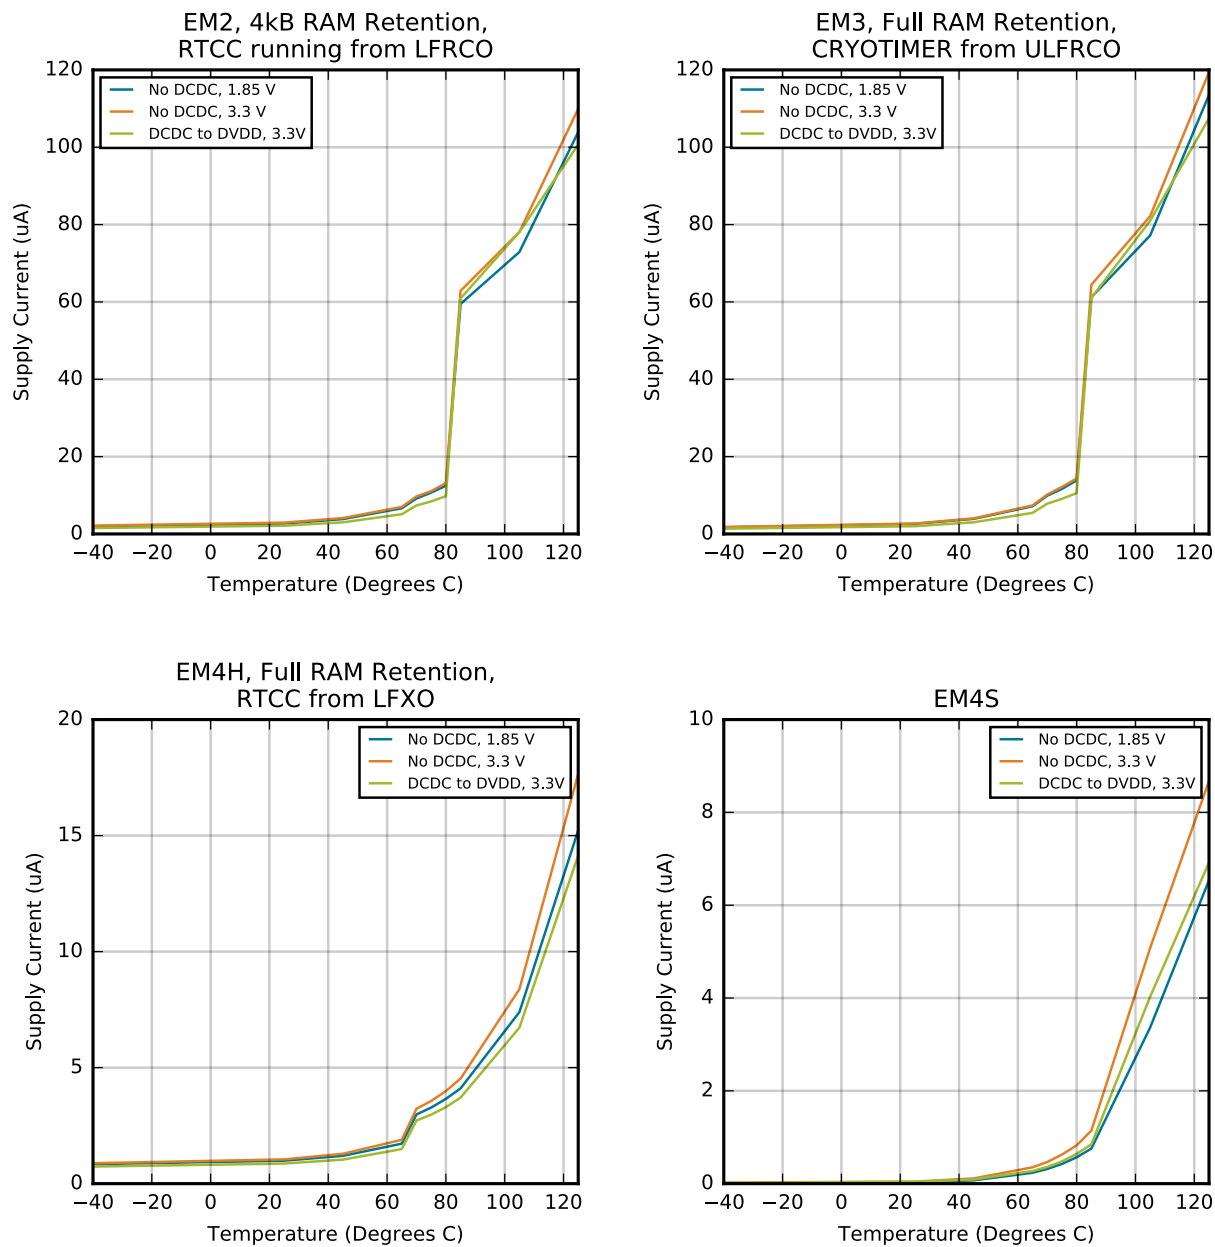 EM2, 4kB RAM Retention,
RTCC running from LFRCO
120
100
80
60
40
20
0
Supply Current (uA)
No DCDC, 1.85 V
No DCDC, 3.3 V
DCDC to DVDD, 3.3V
−40 −20 0 20 40 60 80 100 120
Temperature (Degrees C)
EM3, Full RAM Retention,
CRYOTIMER from ULFRCO
120
100
80
60
40
20
0
Supply Current (uA)
No DCDC, 1.85 V
No DCDC, 3.3 V
DCDC to DVDD, 3.3V
−40 −20 0 20 40 60 80 100 120
Temperature (Degrees C)
EM4H, Full RAM Retention,
RTCC from LFXO
20
15
10
5
0
Supply Current (uA)
No DCDC, 1.85 V
No DCDC, 3.3 V
DCDC to DVDD, 3.3V
−40 −20 0 20 40 60 80 100 120
Temperature (Degrees C)
EM4S
10
8
6
4
2
0
Supply Current (uA)
No DCDC, 1.85 V
No DCDC, 3.3 V
DCDC to DVDD, 3.3V
−40 −20 0 20 40 60 80 100 120
Temperature (Degrees C)